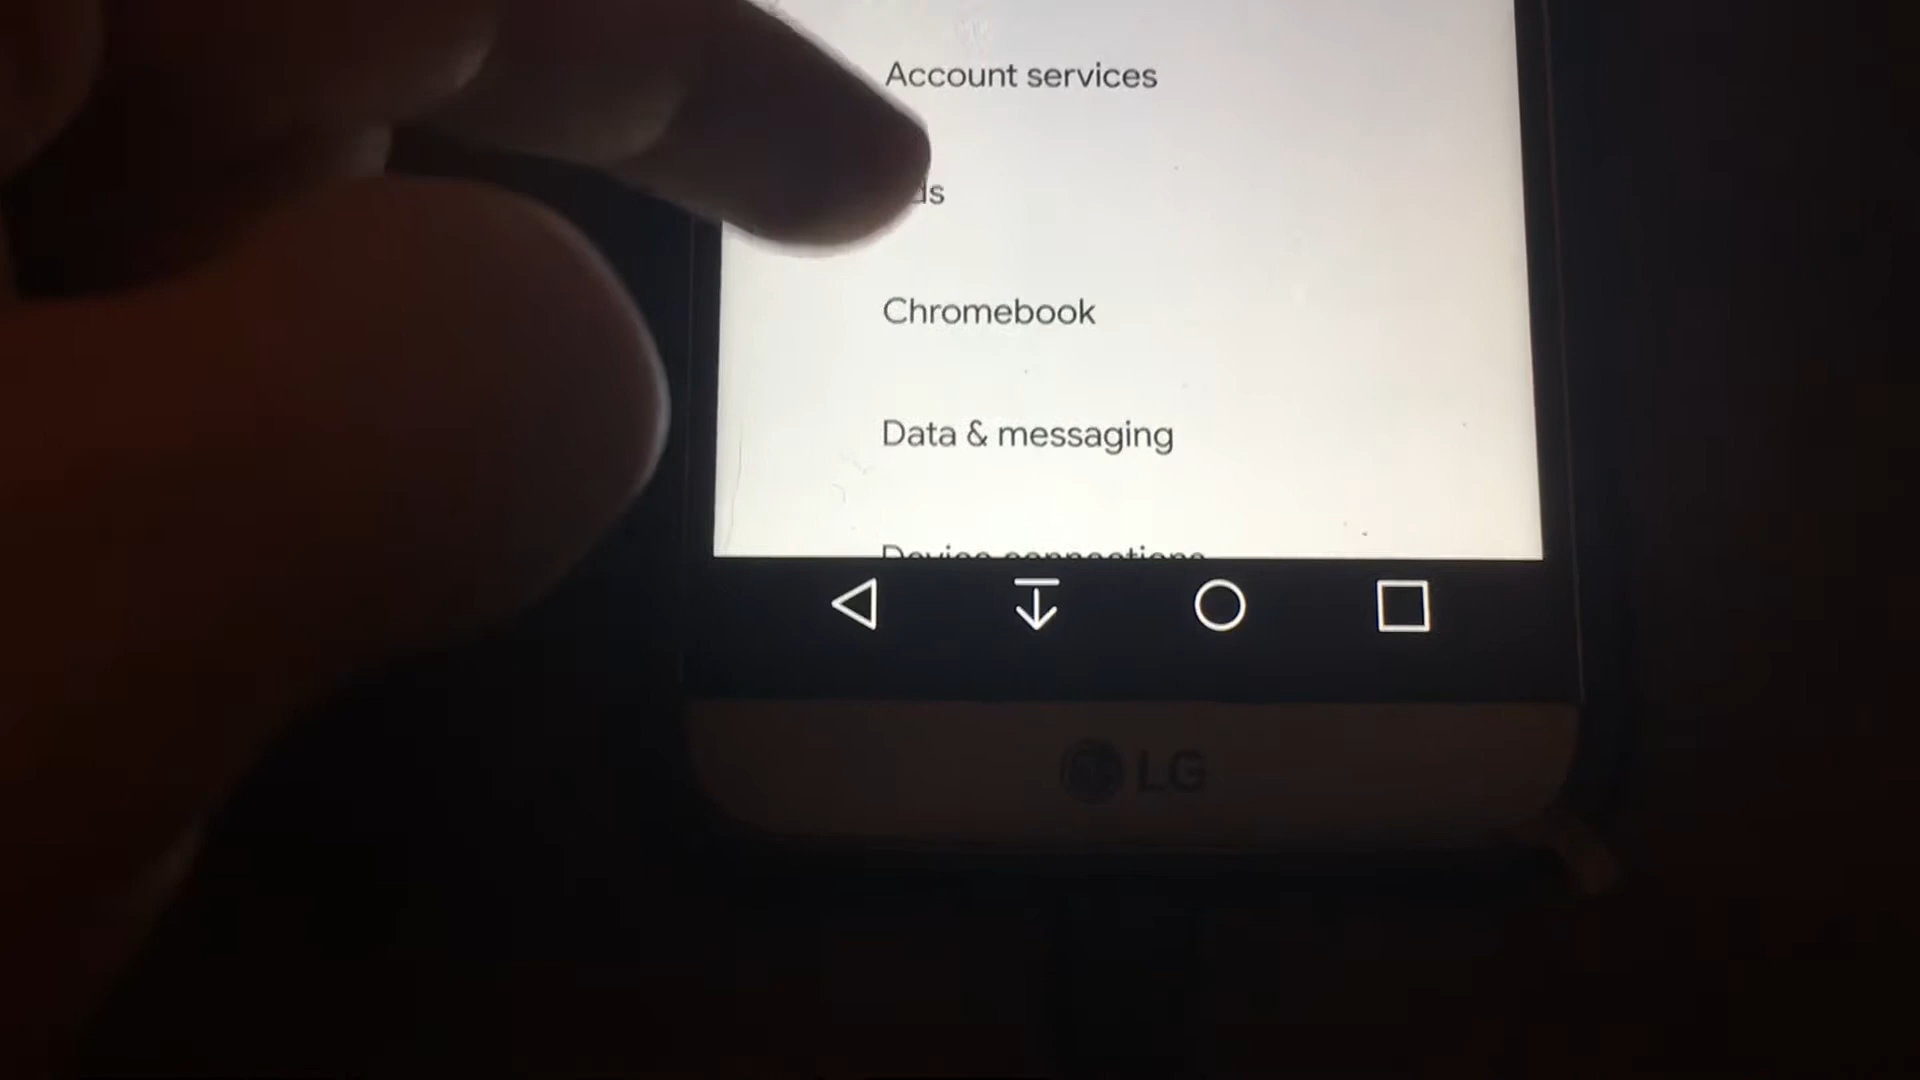 Account services
Chromebook
Data & messaging
Device connections
LG